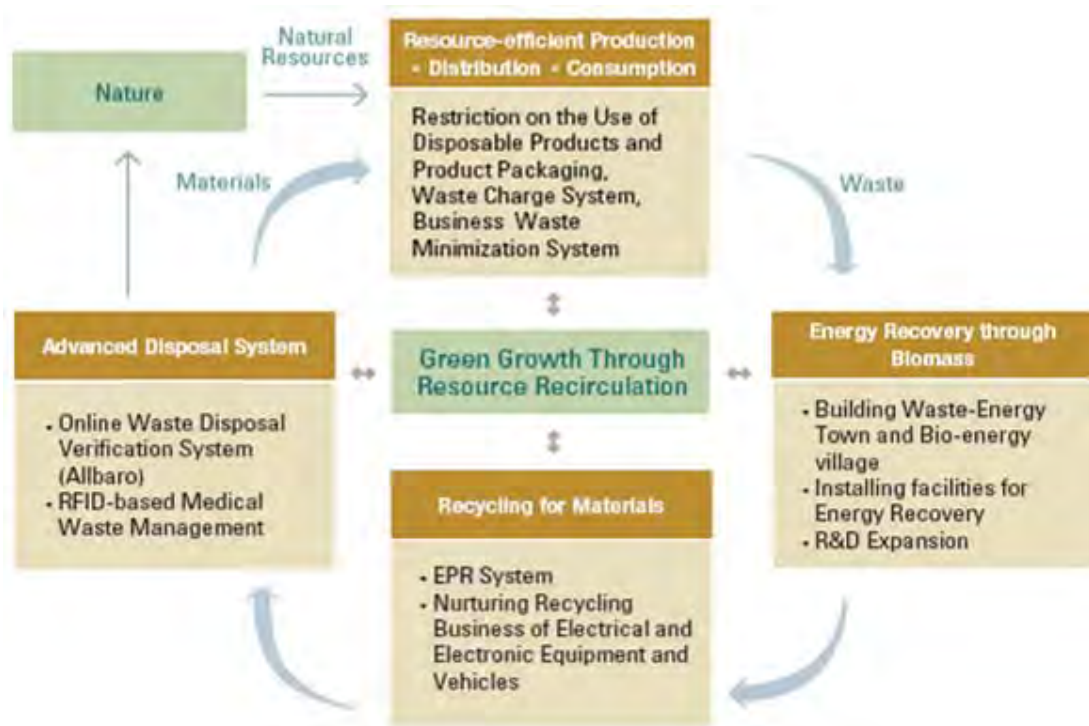 Natural
Resources
Nature
Resource-efficient Production
- Distribution - Consumption
Restriction on the Use of
Disposable Products and
Product Packaging,
Waste Charge System,
Business Waste
Minimization System
Materials
Waste
Advanced Disposal System
• Online Waste Disposal
Verification System
(Allbaro)
• RFID-based Medical
Waste Management
Green Growth Through
Resource Recirculation
Energy Recovery through
Biomass
• Building Waste-Energy
Town and Bio-energy
village
• Installing facilities for
Energy Recovery
• R&D Expansion
Recycling for Materials
• EPR System
• Nurturing Recycling
Business of Electrical and
Electronic Equipment and
Vehicles